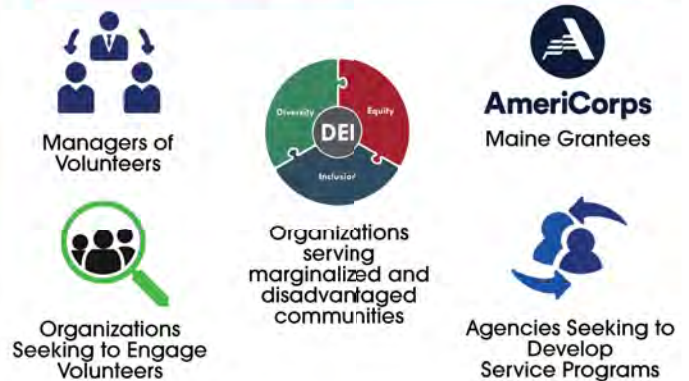 Managers of
Volunteers
Diversity
Equity
DEI
Inclusion
Organizations
serving
marginalized and
disadvantaged
communities
AmeriCorps
Maine Grantees
Organizations
Seeking to Engage
Volunteers
Agencies Seeking to
Develop
Service Programs